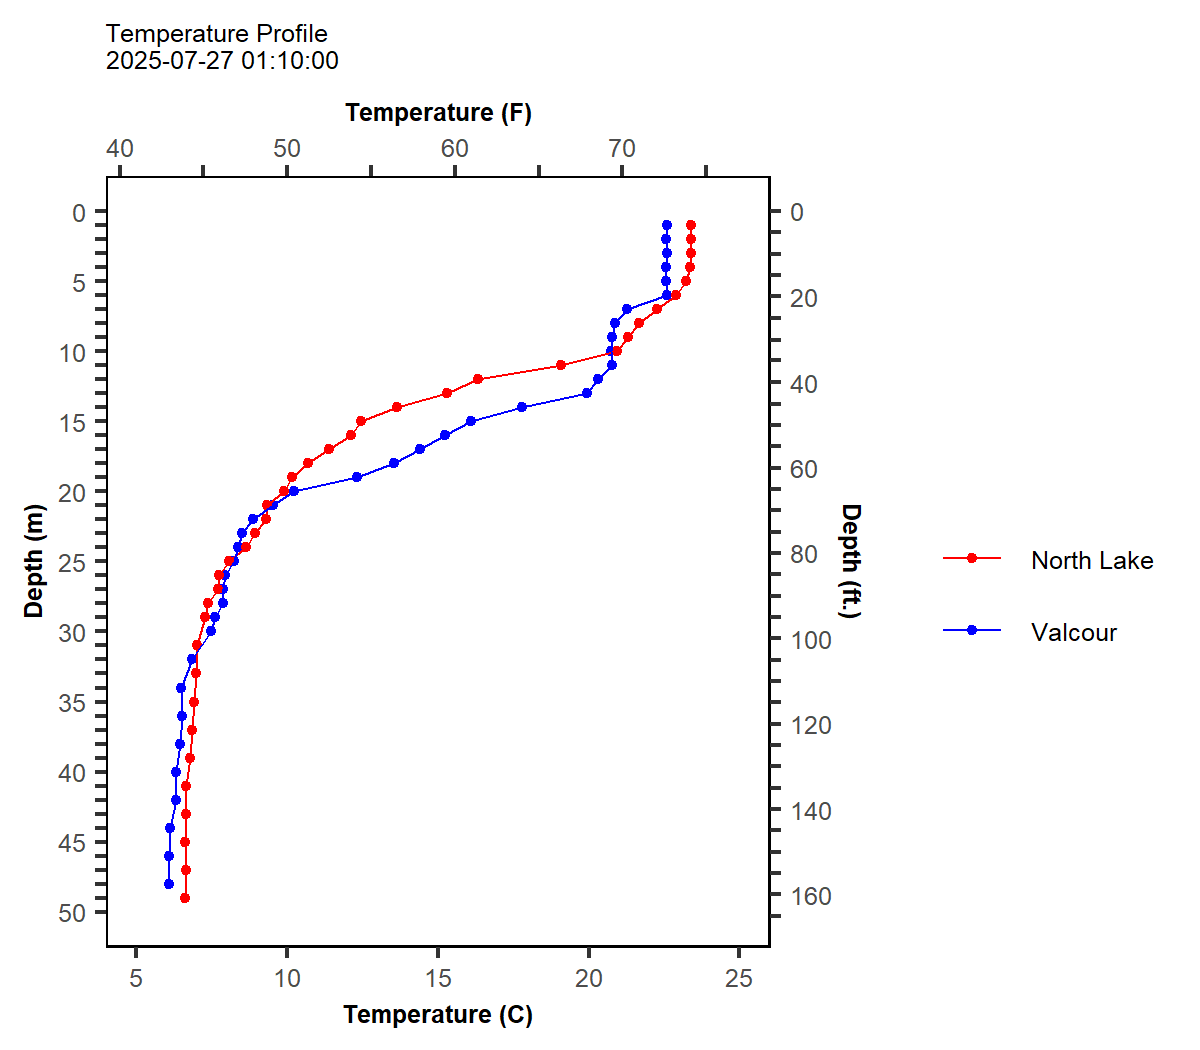 Temperature Profile
2025-07-27 01:10:00
Temperature (F)
40 50 60 70
0
5
10
15
20
25
30
35
40
45
50
Depth (m)
0
20
40
60
80
100
120
140
160
Depth (ft.)
North Lake
Valcour
5 10 15 20 25
Temperature (C)